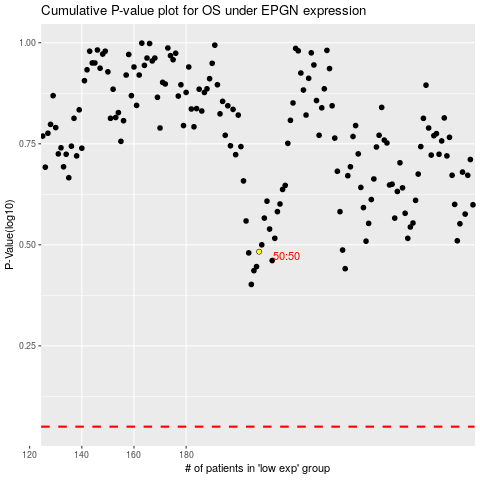 Cumulative P-value plot for OS under EPGN expression
P-Value(log10)
1.00
0.75
0.50
0.25
50:50
120 140 160 180
# of patients in 'low exp' group